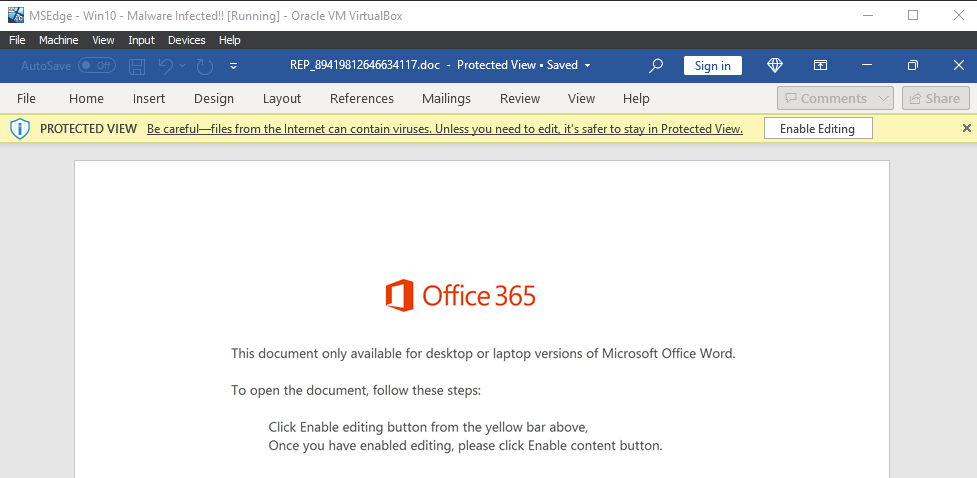 MSEdge - Win10 - Malware Infected!! [Running] - Oracle VM VirtualBox
File Machine View Input Devices Help
AutoSave Off REP_89419812646634117.doc - Protected View • Saved Sign in
File Home Insert Design Layout References Mailings Review View Help Comments Share
PROTECTED VIEW Be careful—files from the Internet can contain viruses. Unless you need to edit, it's safer to stay in Protected View. Enable Editing
Office 365
This document only available for desktop or laptop versions of Microsoft Office Word.
To open the document, follow these steps:
Click Enable editing button from the yellow bar above,
Once you have enabled editing, please click Enable content button.